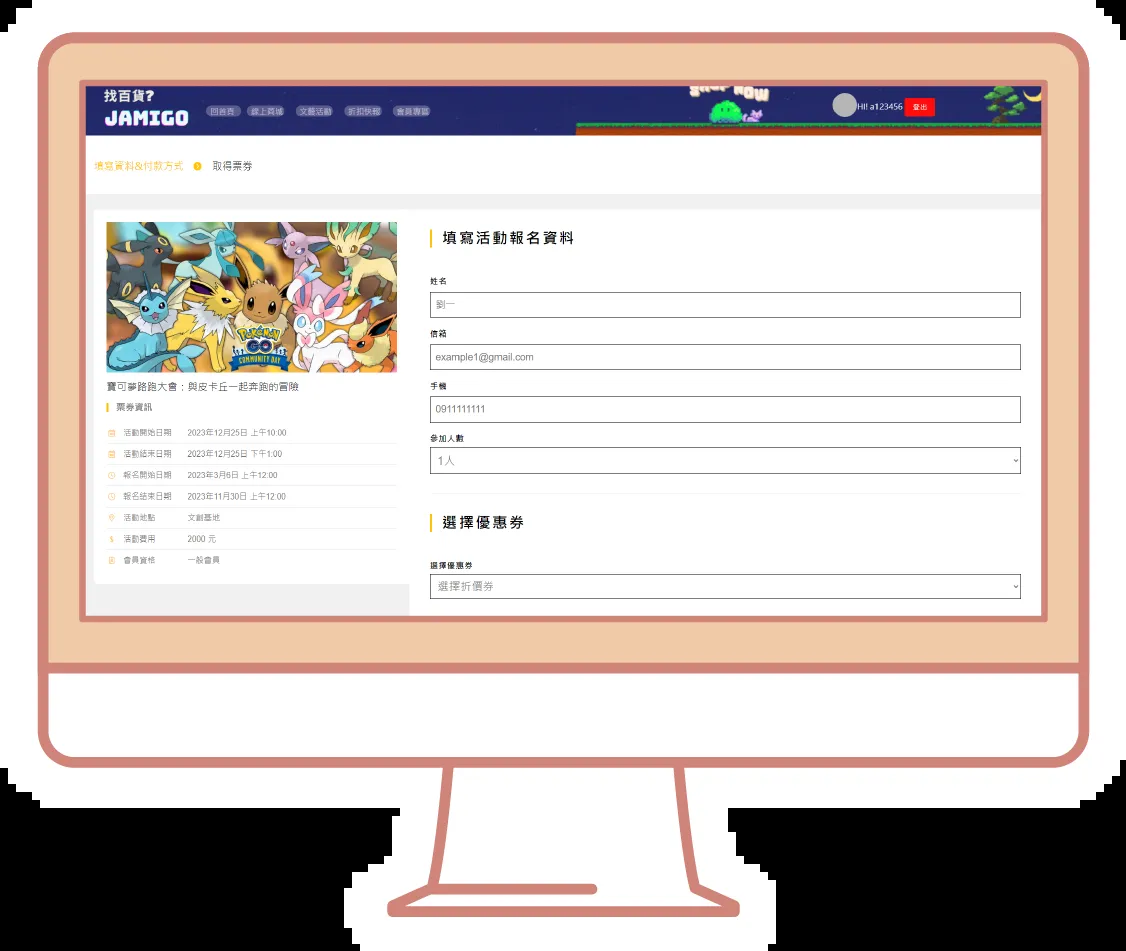 找百貨?
JAMIGO
回首頁 線上商城 文藝活動 折扣快報 會員專區
SHOP NOW
HI! a123456 登出
填寫資料&付款方式 取得票券
Pokémon
GO
COMMUNITY DAY
寶可夢路跑大會：與皮卡丘一起奔跑的冒險
票券資訊
活動開始日期 2023年12月25日 上午10:00
活動結束日期 2023年12月25日 下午1:00
報名開始日期 2023年3月6日 上午12:00
報名結束日期 2023年11月30日 上午12:00
活動地點 文創基地
活動費用 2000 元
會員資格 一般會員
填寫活動報名資料
姓名
劉一
信箱
example1@gmail.com
手機
0911111111
參加人數
1人
選擇優惠券
選擇優惠券
選擇折價券